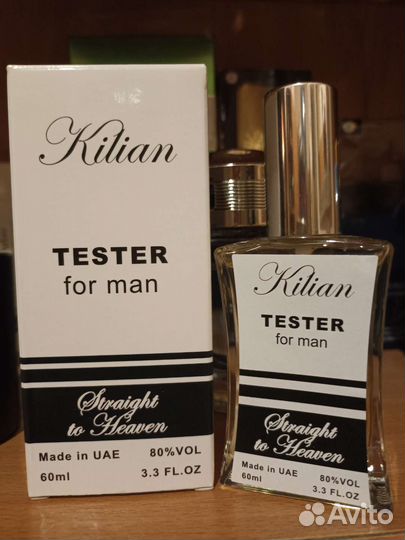 Kilian
TESTER
for man
Straight
to Heaven
Made in UAE 80%VOL
60ml 3.3 FL.OZ
Kilian
TESTER
for man
Straight
to Heaven
Made in UAE 80%VOL
60ml 3.3 FL.OZ
Avito